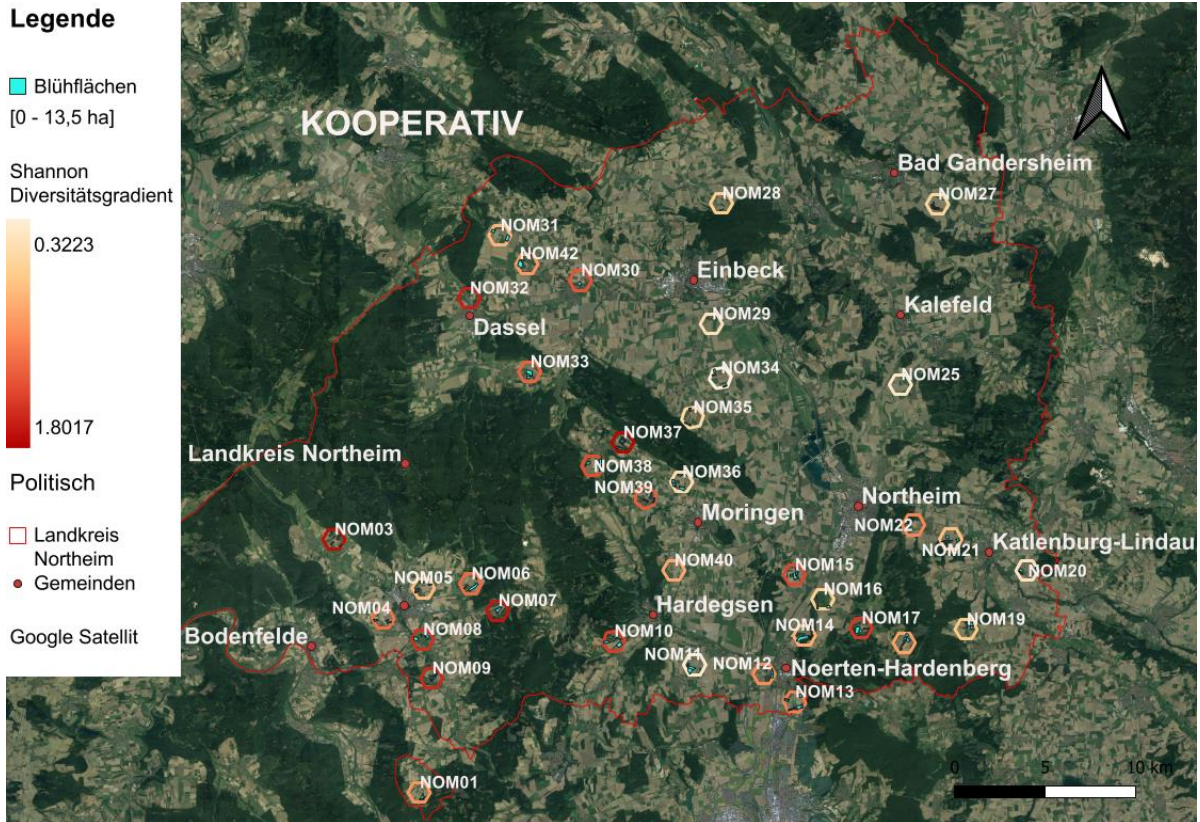 Legende
Blühflächen
[0 - 13,5 ha]
Shannon
Diversitätsgradient
0.3223
1.8017
Politisch
Landkreis
Northeim
Gemeinden
Google Satellit
KOOPERATIV
Bad Gandersheim
NOM28
NOM27
NOM31
NOM42
NOM30
Einbeck
NOM32
Dassel
NOM29
Kalefeld
NOM33
NOM34
NOM25
NOM35
NOM37
Landkreis Northeim
NOM38
NOM36
NOM39
Northeim
Moringen
NOM22
NOM03
NOM21
Katlenburg-Lindau
NOM40
NOM15
NOM20
NOM05
NOM06
NOM16
NOM04
NOM07
Hardegsen
NOM17
NOM19
Bodenfelde
NOM08
NOM10
NOM14
NOM11
NOM12
Noerten-Hardenberg
NOM09
NOM13
NOM01
0 5 10 km